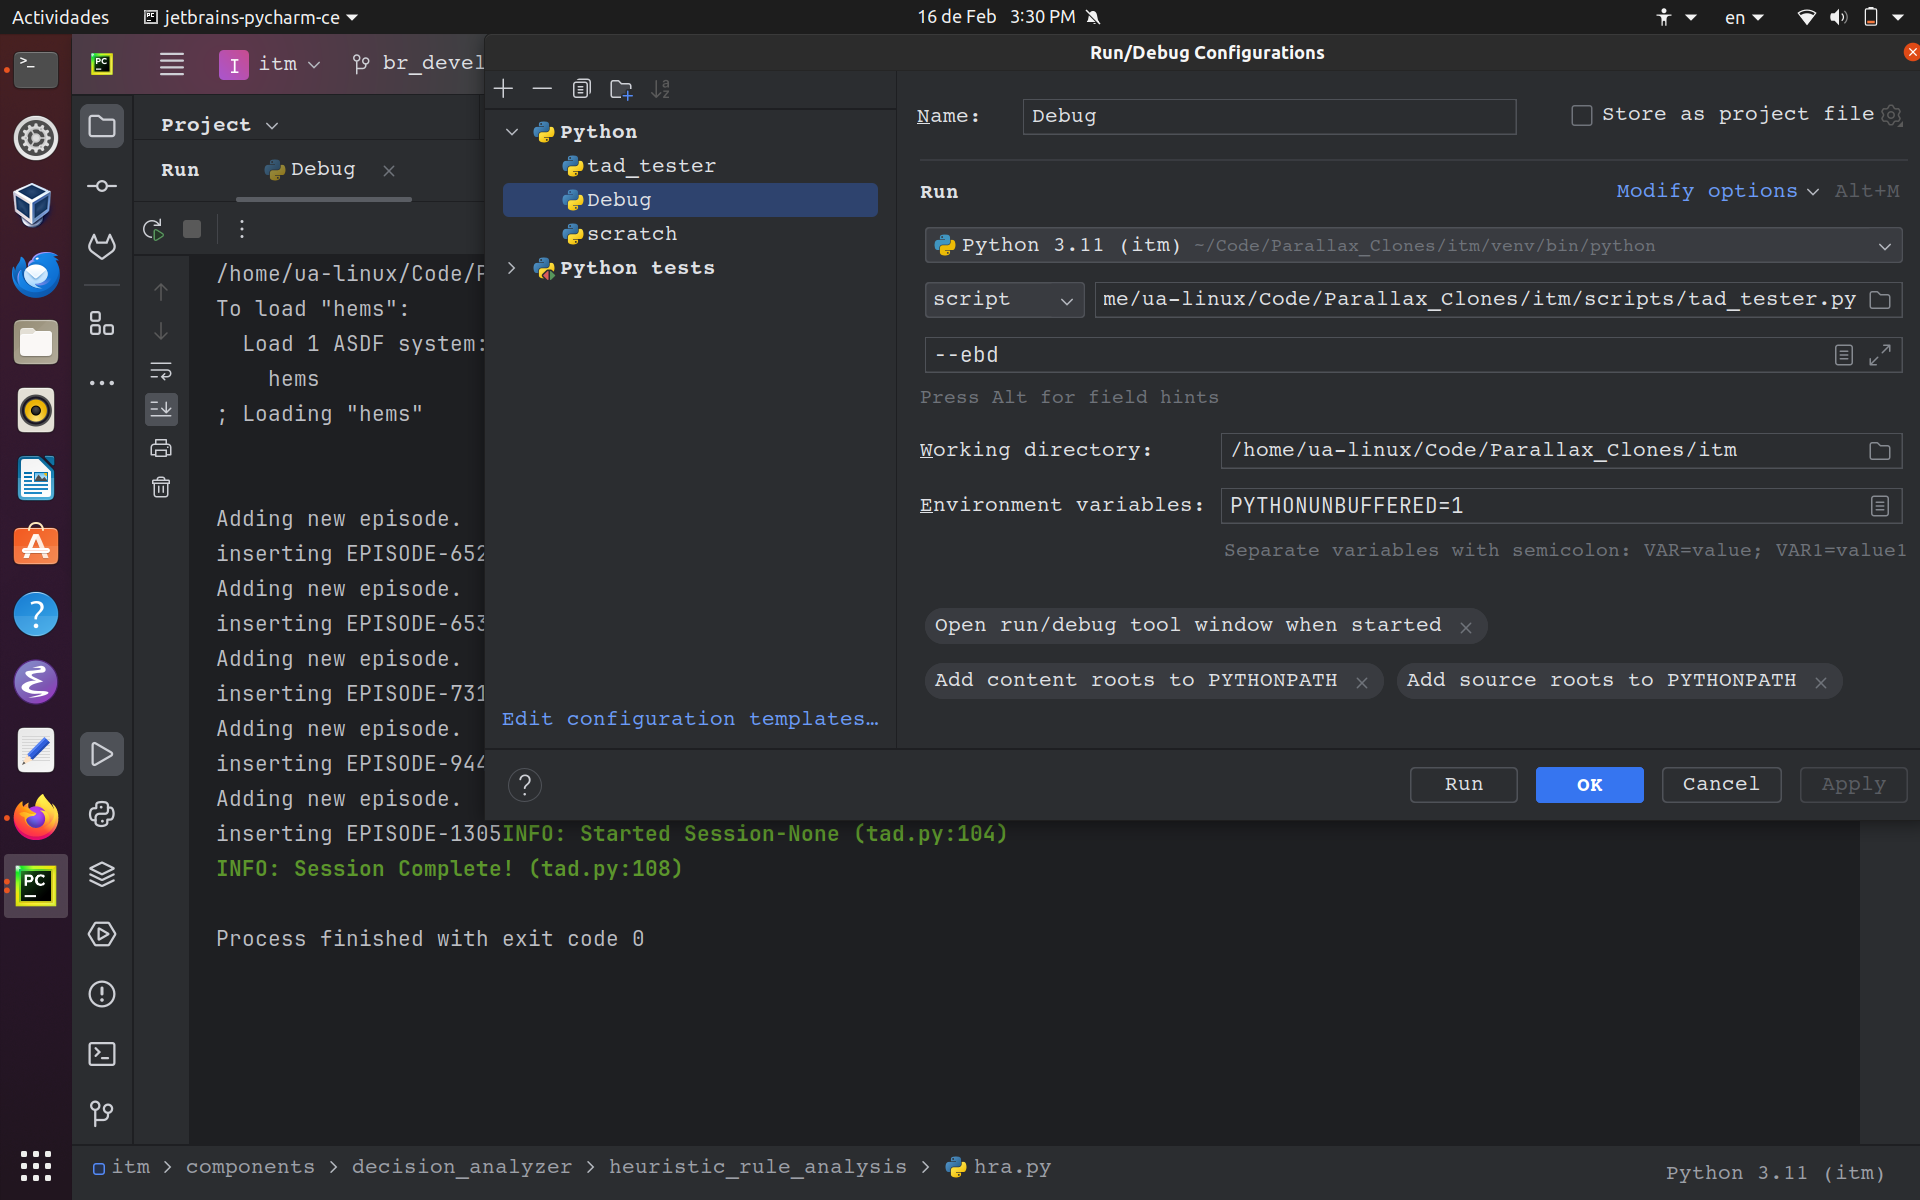 Actividades jetbrains-pycharm-ce 16 de Feb 3:30 PM en
I itm br_devel
Project
Run Debug
/home/ua-linux/Code/
To load "hems":
Load 1 ASDF system:
hems
; Loading "hems"
Adding new episode.
inserting EPISODE-652
Adding new episode.
inserting EPISODE-653
Adding new episode.
inserting EPISODE-731
Adding new episode.
inserting EPISODE-944
Adding new episode.
inserting EPISODE-1305INFO: Started Session-None (tad.py:104)
INFO: Session Complete! (tad.py:108)
Process finished with exit code 0
Run/Debug Configurations
Python
tad_tester
Debug
scratch
Python tests
Edit configuration templates…
Name: Debug Store as project file
Run Modify options Alt+M
Python 3.11 (itm) ~/Code/Parallax_Clones/itm/venv/bin/python
script me/ua-linux/Code/Parallax_Clones/itm/scripts/tad_tester.py
--ebd
Press Alt for field hints
Working directory: /home/ua-linux/Code/Parallax_Clones/itm
Environment variables: PYTHONUNBUFFERED=1
Separate variables with semicolon: VAR=value; VAR1=value1
Open run/debug tool window when started
Add content roots to PYTHONPATH Add source roots to PYTHONPATH
? Run OK Cancel Apply
itm > components > decision_analyzer > heuristic_rule_analysis > hra.py Python 3.11 (itm)